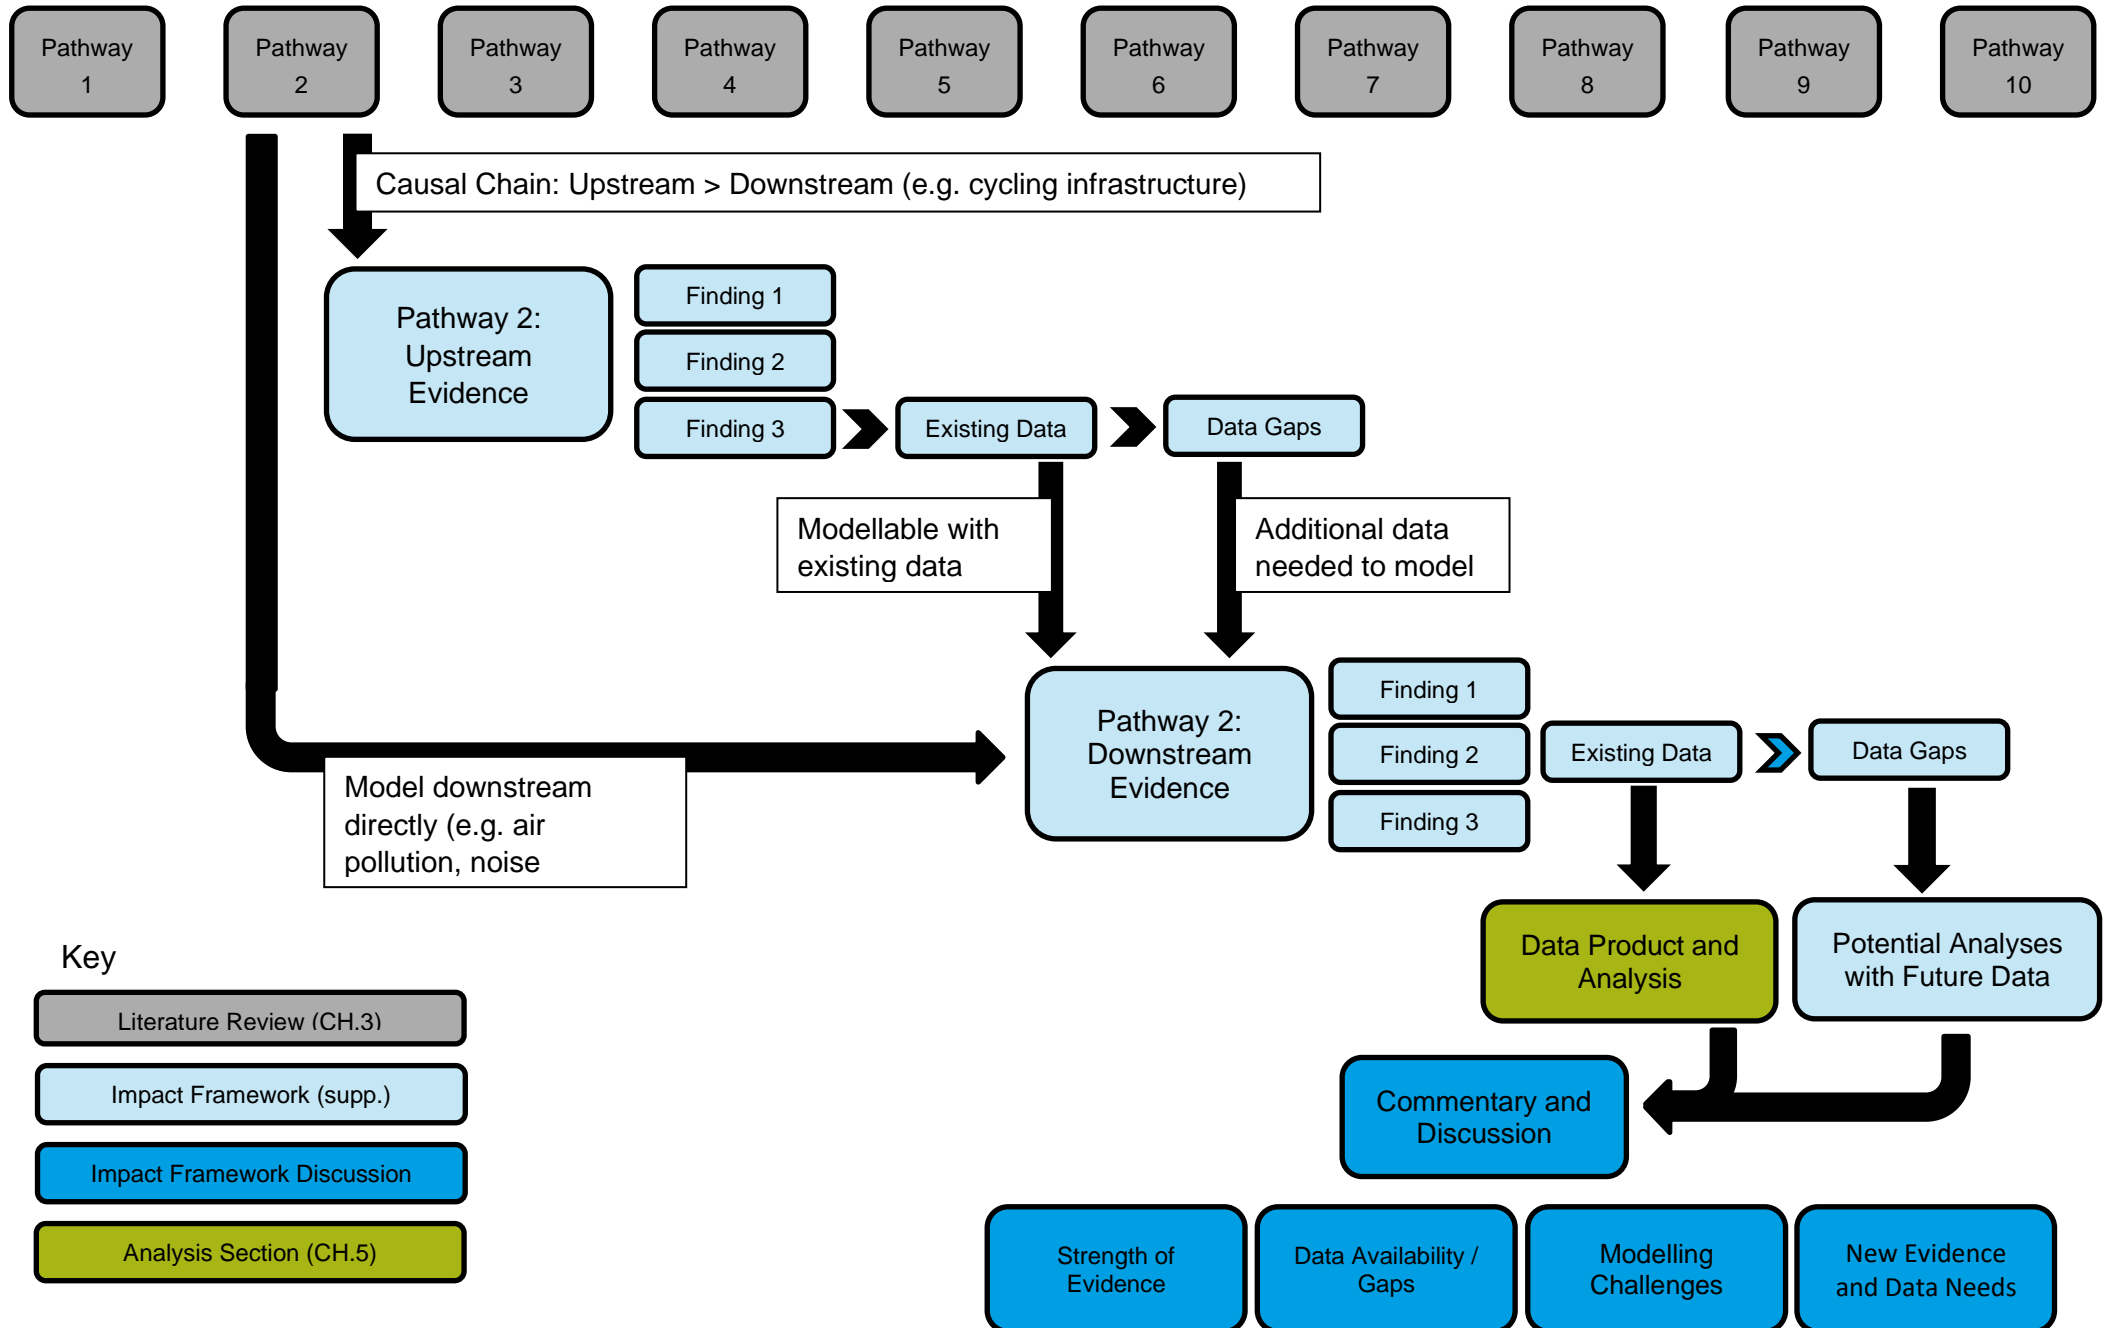 Pathway
1
Pathway
2
Pathway
3
Pathway
4
Pathway
5
Pathway
6
Pathway
7
Pathway
8
Pathway
9
Pathway
10
Causal Chain: Upstream > Downstream (e.g. cycling infrastructure)
Pathway 2:
Upstream
Evidence
Finding 1
Finding 2
Finding 3
Existing Data
Data Gaps
Modellable with
existing data
Additional data
needed to model
Pathway 2:
Downstream
Evidence
Finding 1
Finding 2
Finding 3
Existing Data
Data Gaps
Model downstream
directly (e.g. air
pollution, noise
Data Product and
Analysis
Potential Analyses
with Future Data
Key
Literature Review (CH.3)
Impact Framework (supp.)
Impact Framework Discussion
Analysis Section (CH.5)
Commentary and
Discussion
Strength of
Evidence
Data Availability /
Gaps
Modelling
Challenges
New Evidence
and Data Needs